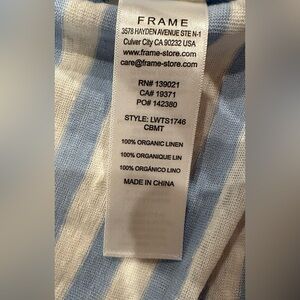 FRAME
3578 HAYDEN AVENUE STE N-1
Culver City CA 90232 USA
www.frame-store.com
care@frame-store.com
RN# 139021
CA# 19371
PO# 142380
STYLE: LWTS1746
CBMT
100% ORGANIC LINEN
100% ORGANIQUE LIN
100% ORGÁNICO LINO
MADE IN CHINA